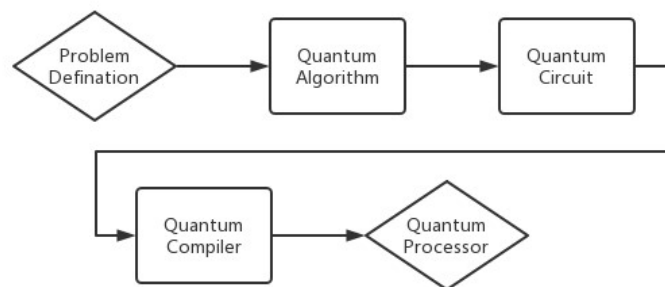 Problem
Defination
Quantum
Algorithm
Quantum
Circuit
Quantum
Compiler
Quantum
Processor